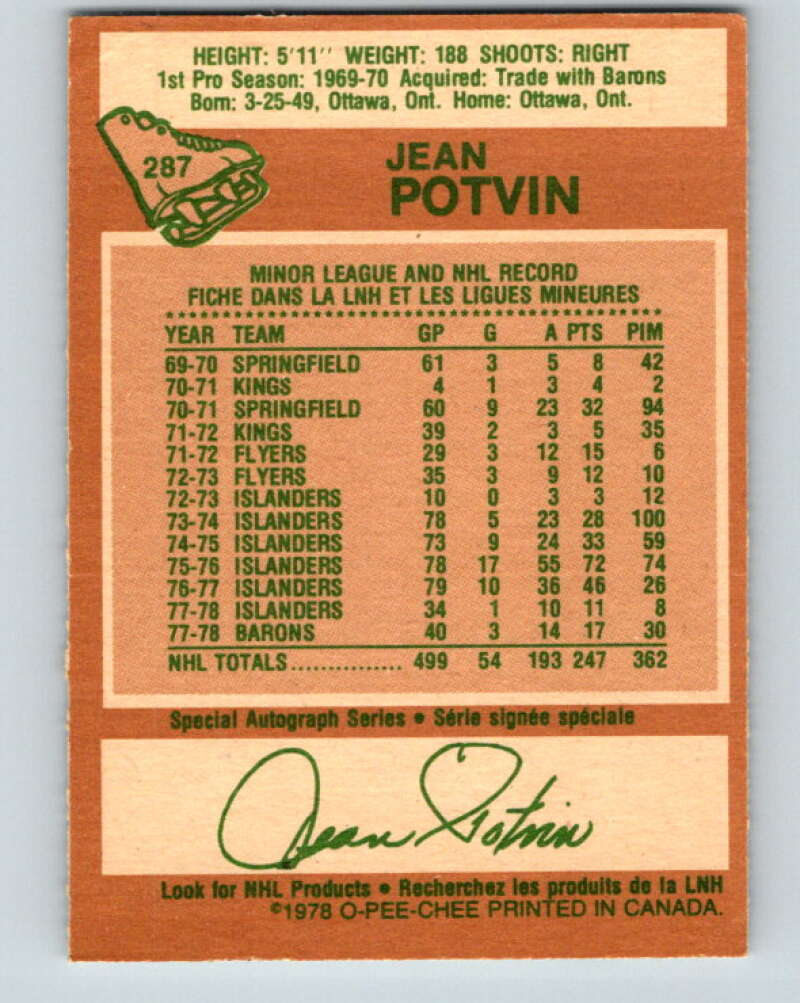 HEIGHT: 5'11'' WEIGHT: 188 SHOOTS: RIGHT
1st Pro Season: 1969-70 Acquired: Trade with Barons
Born: 3-25-49, Ottawa, Ont. Home: Ottawa, Ont.
287
JEAN
POTVIN
MINOR LEAGUE AND NHL RECORD
FICHE DANS LA LNH ET LES LIGUES MINEURES
YEAR TEAM GP G A PTS PIM
69-70 SPRINGFIELD 61 3 5 8 42
70-71 KINGS 4 1 3 4 2
70-71 SPRINGFIELD 60 9 23 32 94
71-72 KINGS 39 2 3 5 35
71-72 FLYERS 29 3 12 15 6
72-73 FLYERS 35 3 9 12 10
72-73 ISLANDERS 10 0 3 3 12
73-74 ISLANDERS 78 5 23 28 100
74-75 ISLANDERS 73 9 24 33 59
75-76 ISLANDERS 78 17 55 72 74
76-77 ISLANDERS 79 10 36 46 26
77-78 ISLANDERS 34 1 10 11 8
77-78 BARONS 40 3 14 17 30
NHL TOTALS............... 499 54 193 247 362
Special Autograph Series • Série signée spéciale
Jean Potvin
Look for NHL Products • Recherchez les produits de la LNH
©1978 O-PEE-CHEE PRINTED IN CANADA.